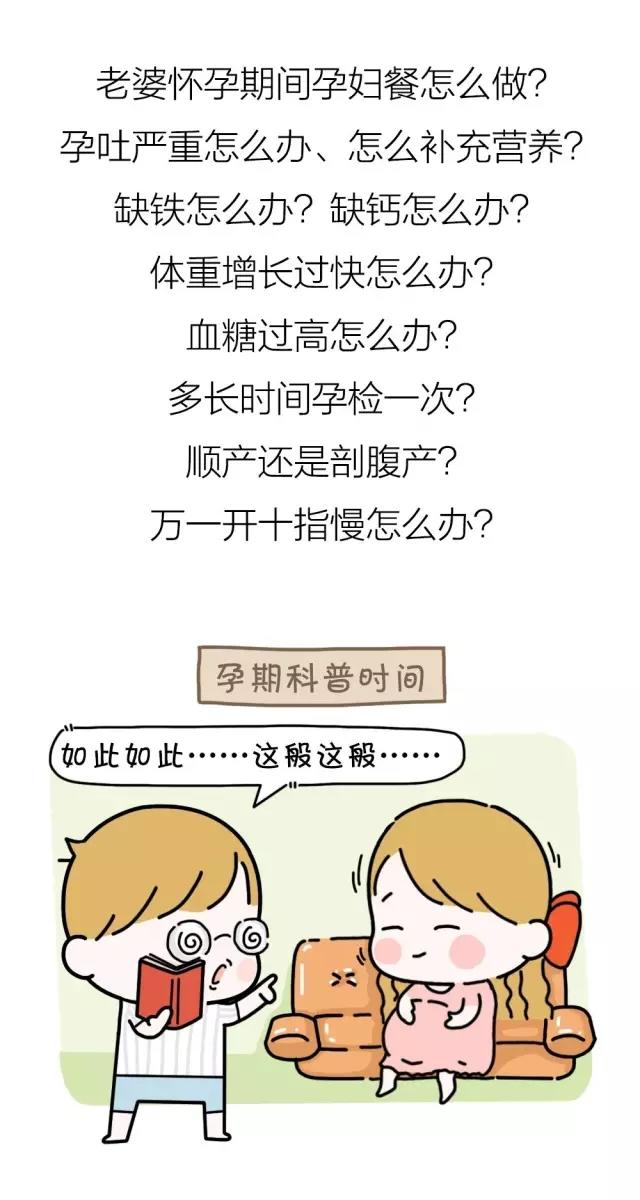 老婆怀孕期间孕妇餐怎么做？
孕吐严重怎么办、怎么补充营养？
缺铁怎么办？缺钙怎么办？
体重增长过快怎么办？
血糖过高怎么办？
多长时间孕检一次？
顺产还是剖腹产？
万一开十指慢怎么办？
孕期科普时间
如此如此……这般这般……